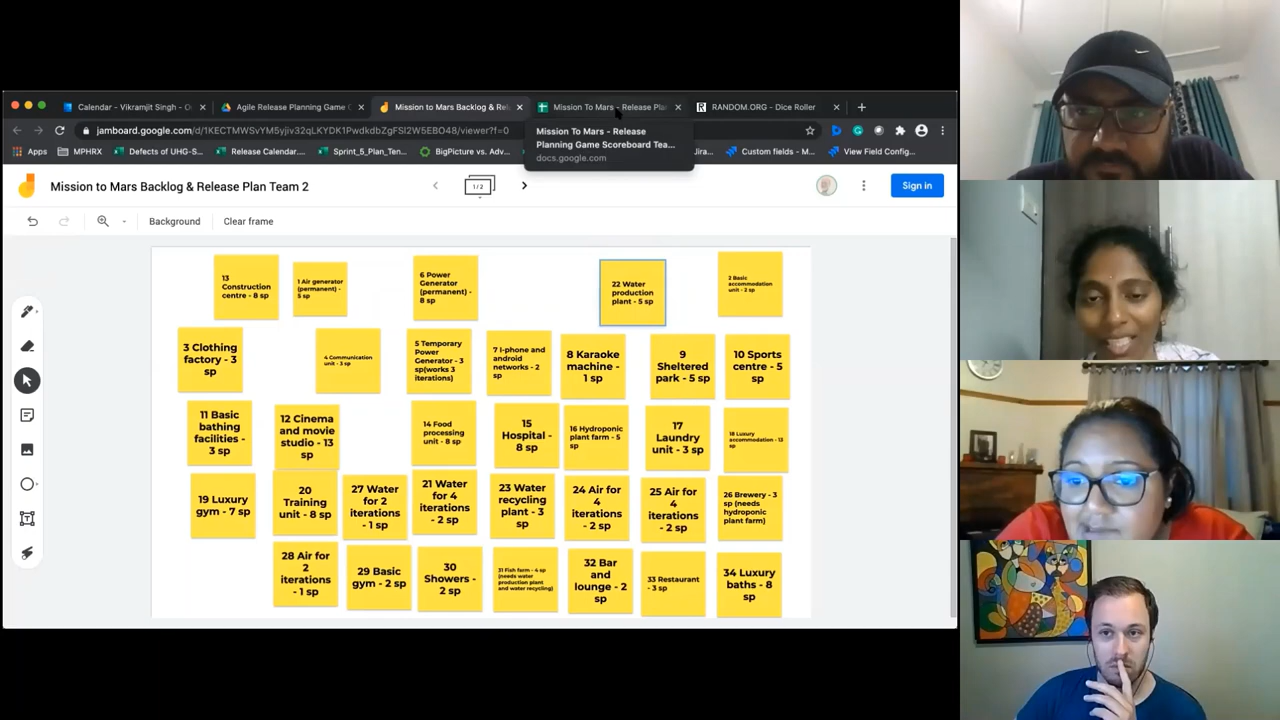 Calendar - Vikramjit Singh - O
Agile Release Planning Game
Mission to Mars Backlog & Rel
Mission To Mars - Release Plan
RANDOM.ORG - Dice Roller
jamboard.google.com/d/1KECTMWSvYM5yjiv32qLKYDK1PwdkdbZgFSI2W5EBO48/viewer?f=0
Mission To Mars - Release
Planning Game Scoreboard Tea...
docs.google.com
Apps
MPHRX
Defects of UHG-S...
Release Calendar...
Sprint_5_Plan_Ten...
BigPicture vs. Adv...
Jira...
Custom fields - M...
View Field Config...
Mission to Mars Backlog & Release Plan Team 2
1/2
Sign in
Background
Clear frame
13
Construction
centre - 8 sp
1 Air generator
(permanent) -
5 sp
6 Power
Generator
(permanent) -
8 sp
22 Water
production
plant - 5 sp
2 Basic
accommodation
unit - 2 sp
3 Clothing
factory - 3
sp
4 Communication
unit - 3 sp
5 Temporary
Power
Generator - 3
sp(works 3
iterations)
7 I-phone and
android
networks - 2
sp
8 Karaoke
machine -
1 sp
9
Sheltered
park - 5 sp
10 Sports
centre - 5
sp
11 Basic
bathing
facilities -
3 sp
12 Cinema
and movie
studio - 13
sp
14 Food
processing
unit - 8 sp
15
Hospital -
8 sp
16 Hydroponic
plant farm - 5
sp
17
Laundry
unit - 3 sp
18 Luxury
accommodation - 13
sp
19 Luxury
gym - 7 sp
20
Training
unit - 8 sp
27 Water
for 2
iterations
- 1 sp
21 Water
for 4
iterations
- 2 sp
23 Water
recycling
plant - 3
sp
24 Air for
4
iterations
- 2 sp
25 Air for
4
iterations
- 2 sp
26 Brewery - 3
sp (needs
hydroponic
plant farm)
28 Air for
2
iterations
- 1 sp
29 Basic
gym - 2 sp
30
Showers -
2 sp
31 Fish farm - 4 sp
(needs water
production plant
and water recycling)
32 Bar
and
lounge - 2
sp
33 Restaurant
- 3 sp
34 Luxury
baths - 8
sp